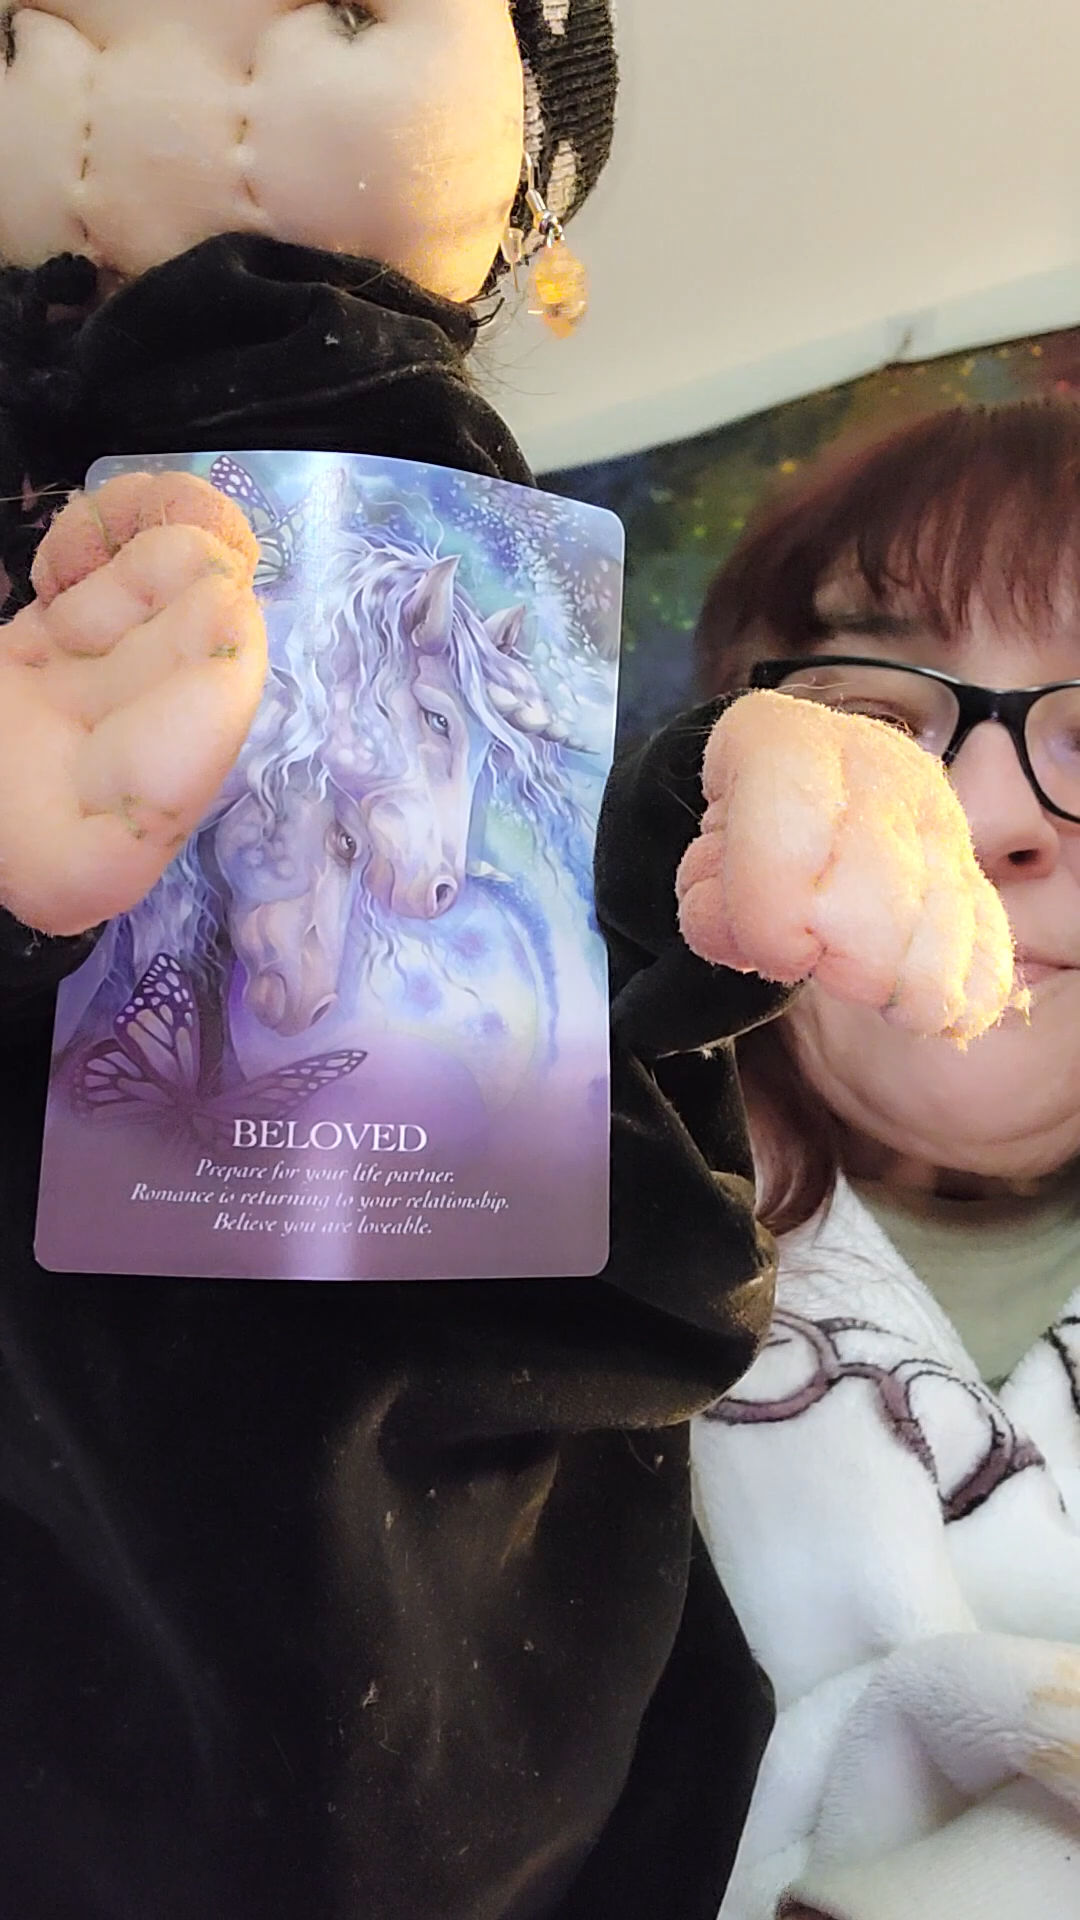 BELOVED
Prepare for your life partner.
Romance is returning to your relationship.
Believe you are loveable.